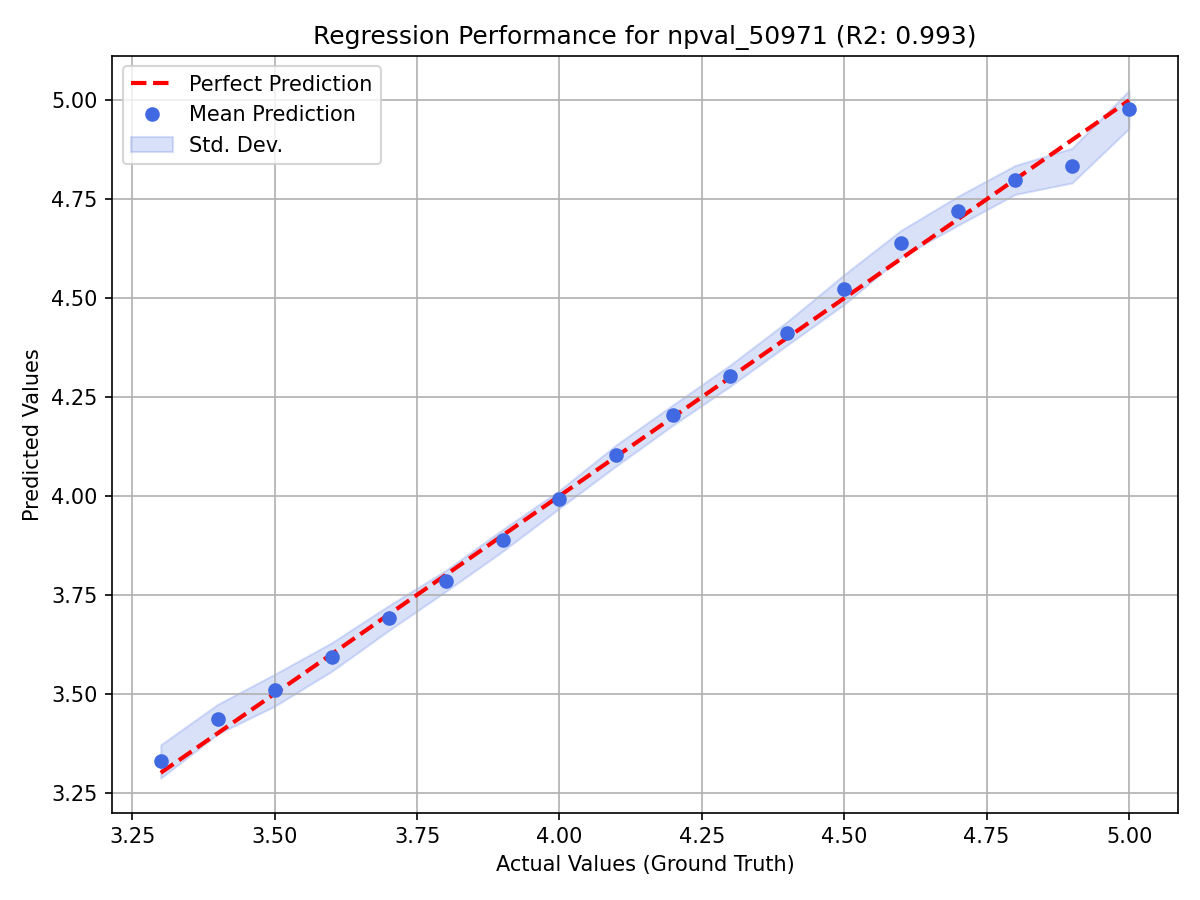 Regression Performance for npval_50971 (R2: 0.993)
Perfect Prediction
Mean Prediction
Std. Dev.
Predicted Values
5.00
4.75
4.50
4.25
4.00
3.75
3.50
3.25
3.25 3.50 3.75 4.00 4.25 4.50 4.75 5.00
Actual Values (Ground Truth)